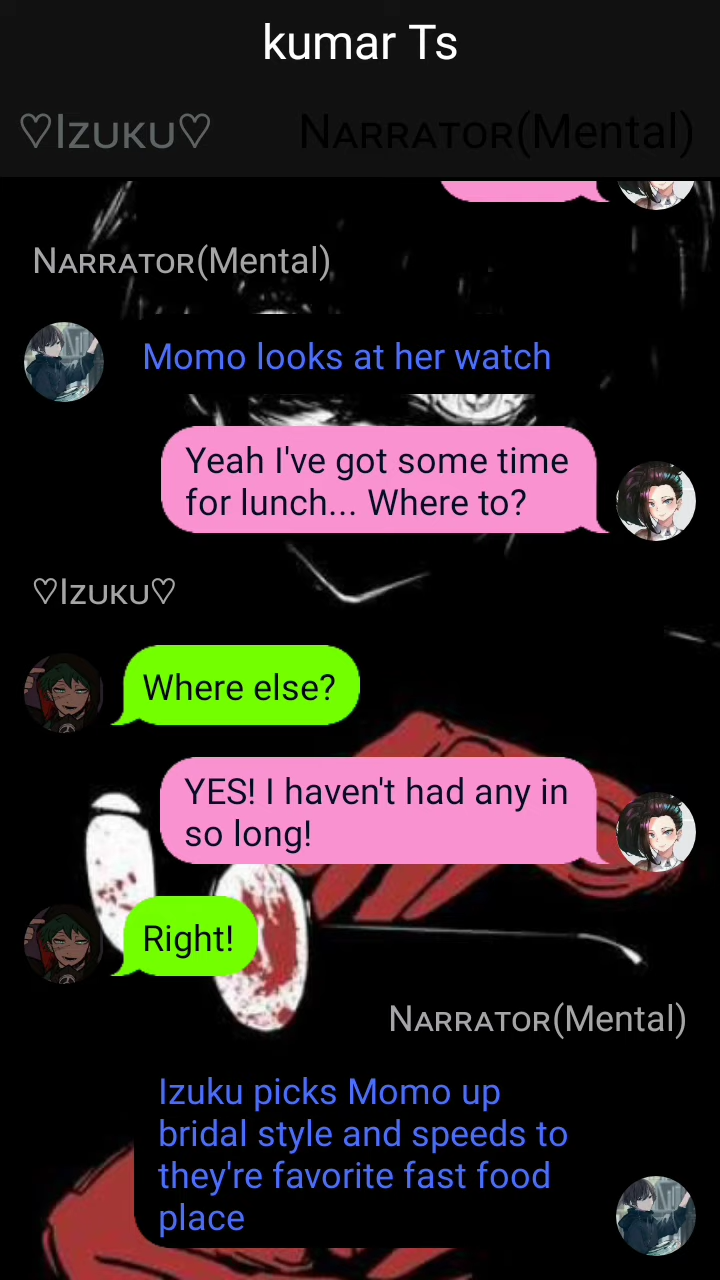 kumar Ts
♡Izuku♡ Narrator(Mental)
Narrator(Mental)
Momo looks at her watch
Yeah I've got some time
for lunch... Where to?
♡Izuku♡
Where else?
YES! I haven't had any in
so long!
Right!
Narrator(Mental)
Izuku picks Momo up
bridal style and speeds to
they're favorite fast food
place